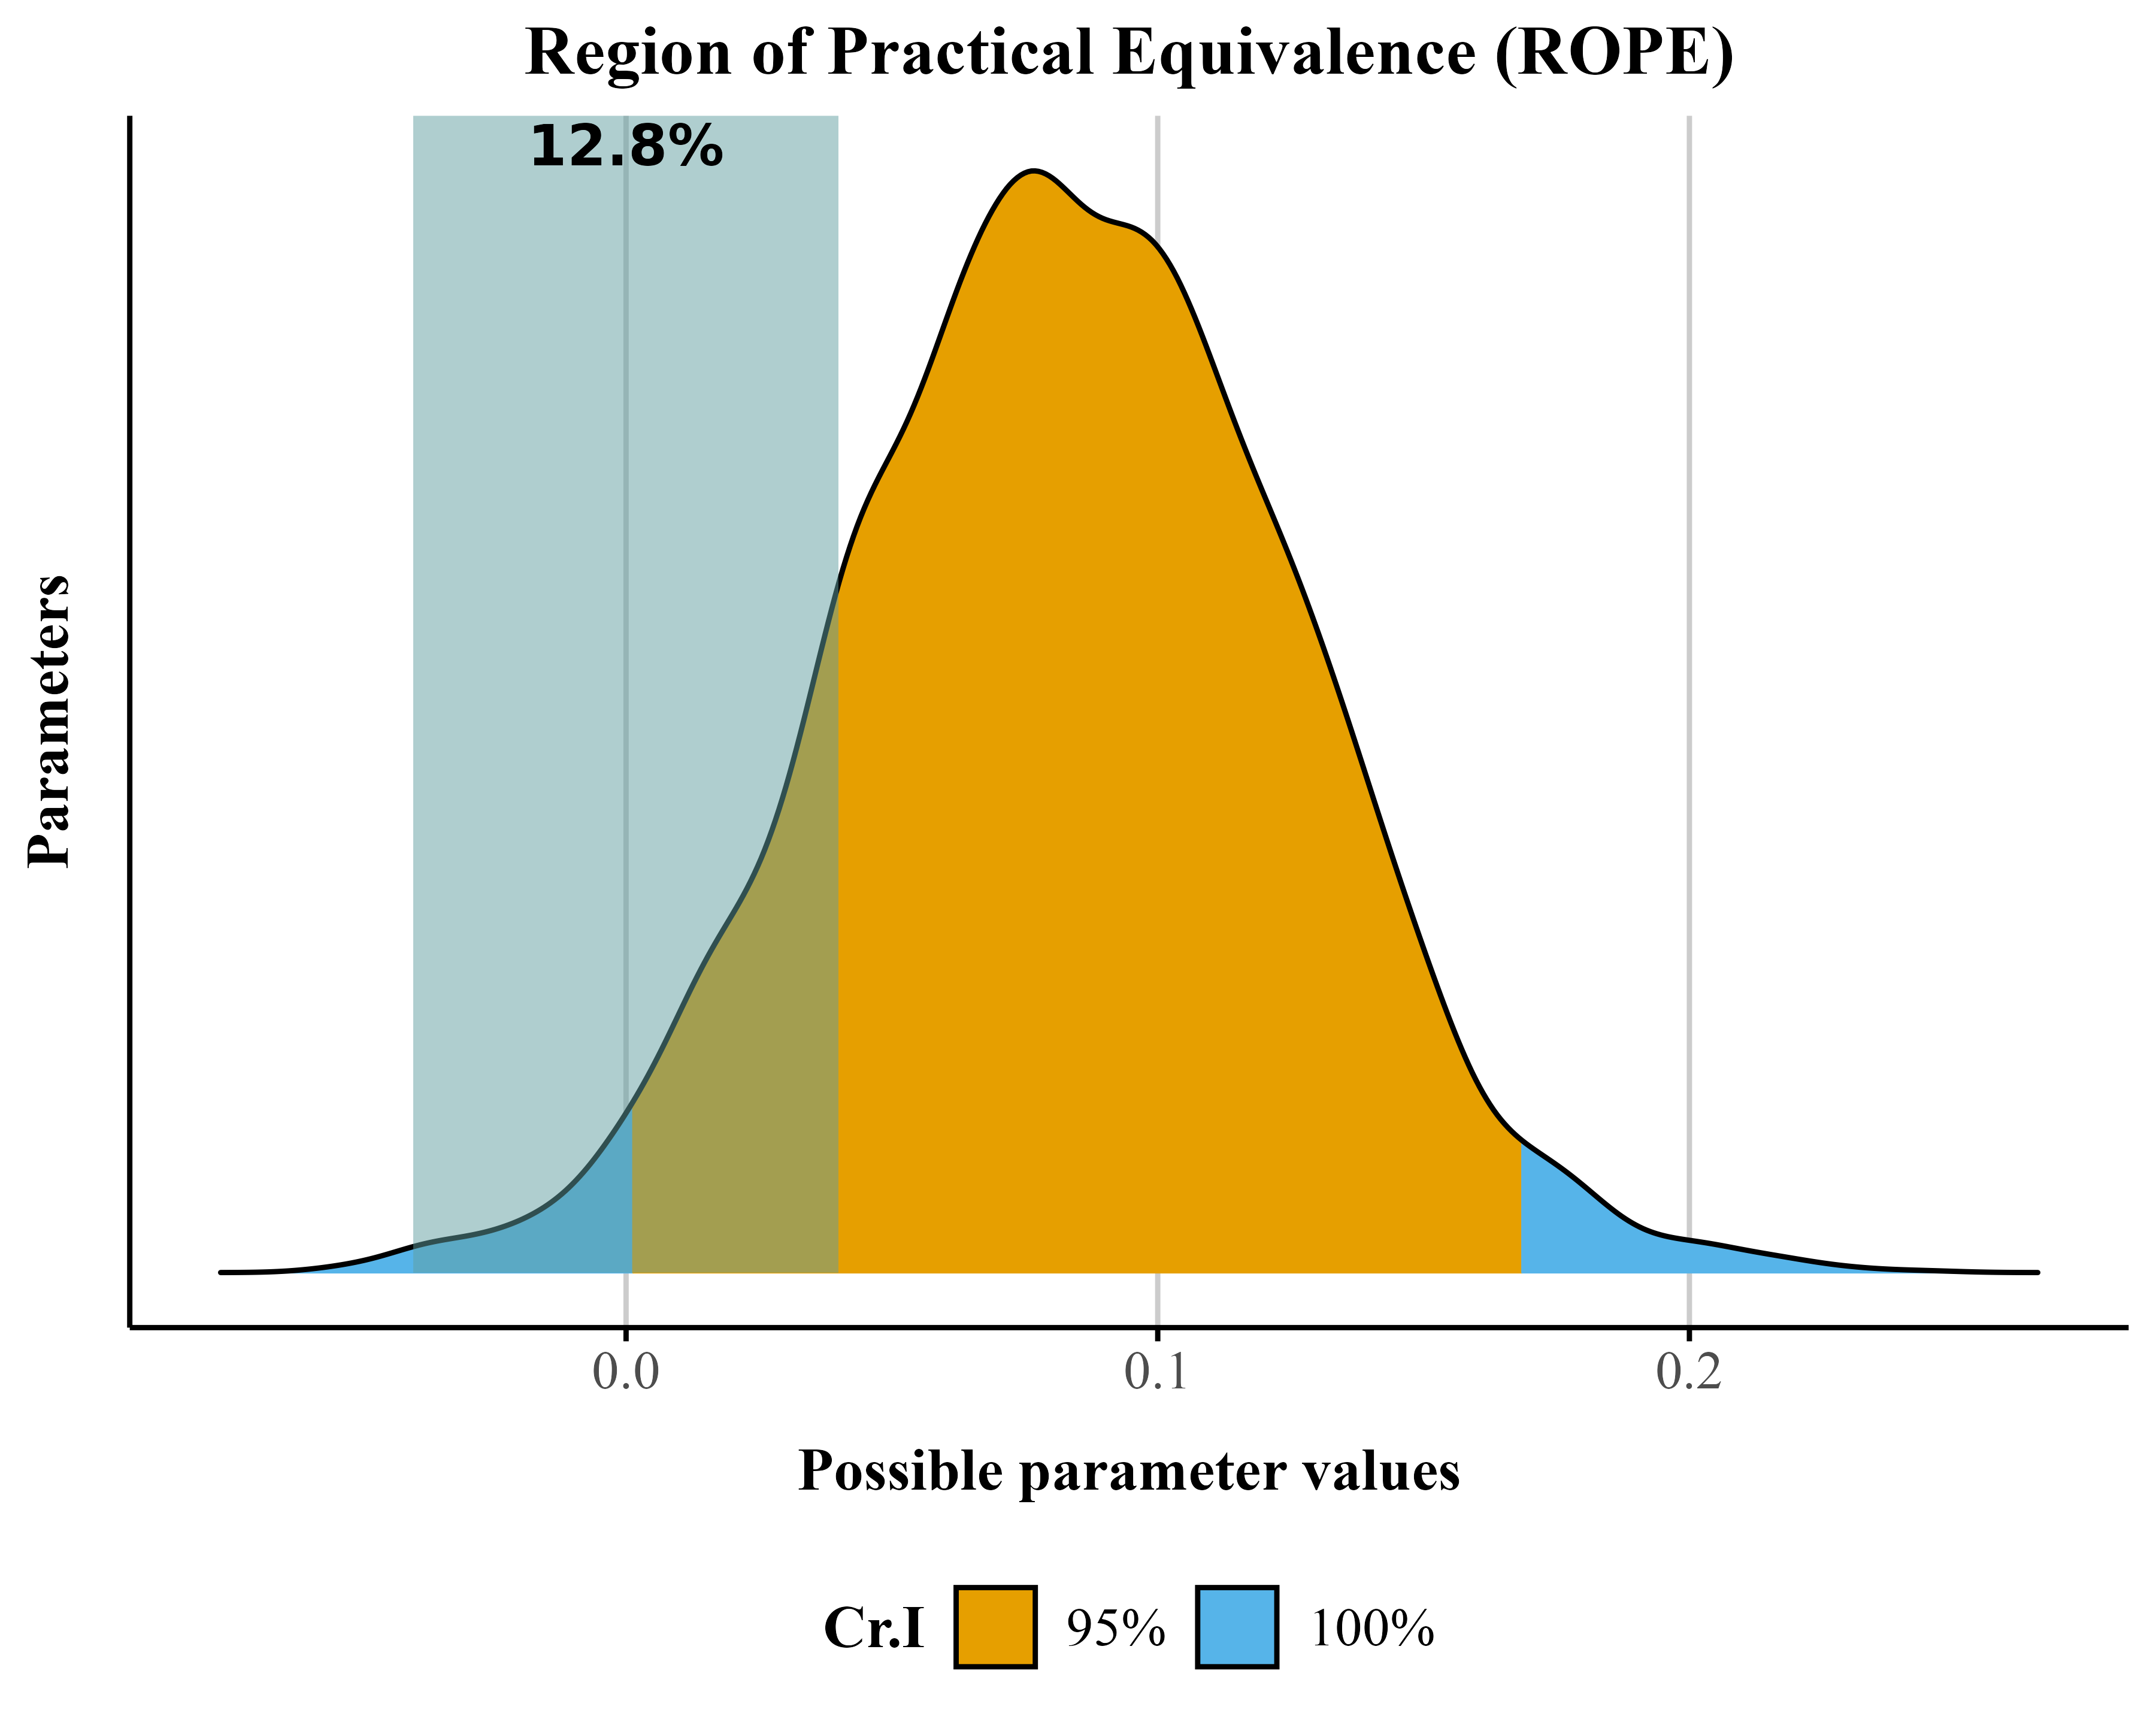 Region of Practical Equivalence (ROPE)
12.8%
Parameters
0.0 0.1 0.2
Possible parameter values
Cr.I 95% 100%